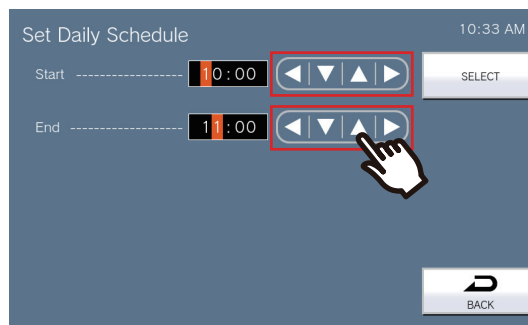 Set Daily Schedule
10:33 AM
Start ---------------- 10:00
SELECT
End ----------------- 11:00
BACK